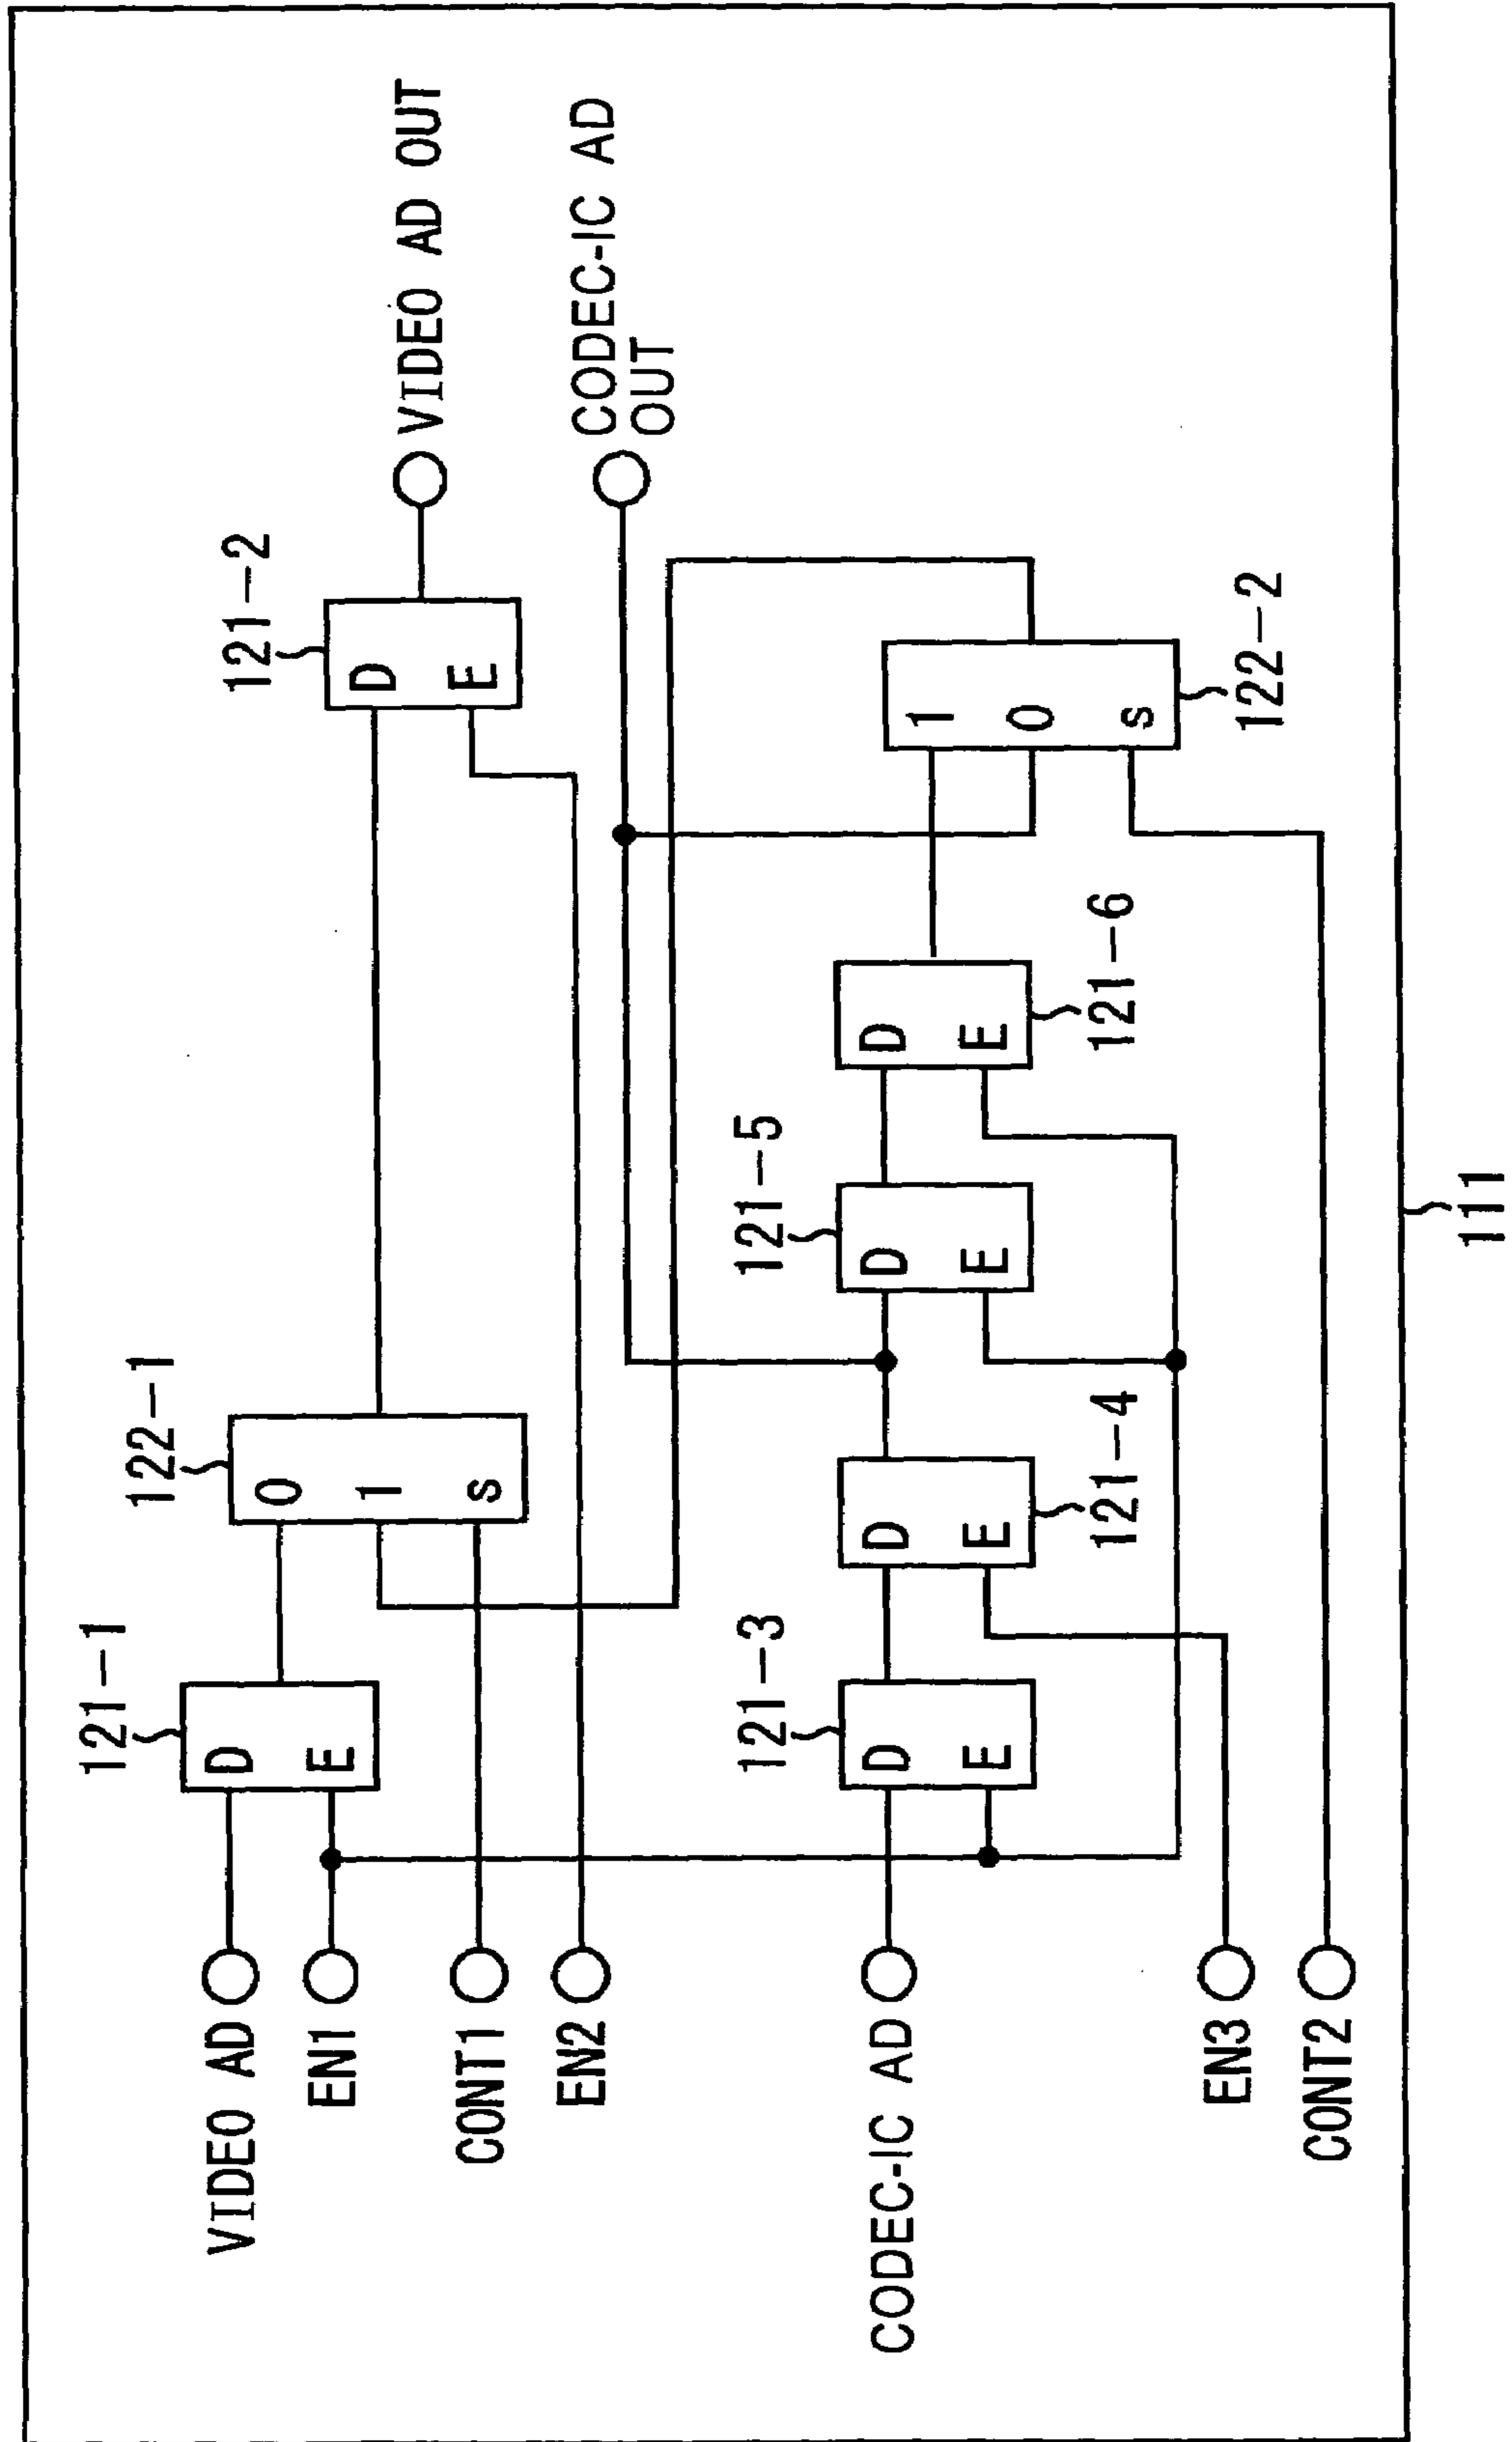 VIDEO AD
EN1
CONT1
EN2
CODEC-IC AD
EN3
CONT2
121-1
D
E
122-1
0
1
s
121-2
D
E
VIDEO AD OUT
CODEC-IC AD
OUT
121-3
D
E
121-4
D
E
121-5
D
E
121-6
D
E
122-2
1
0
s
111